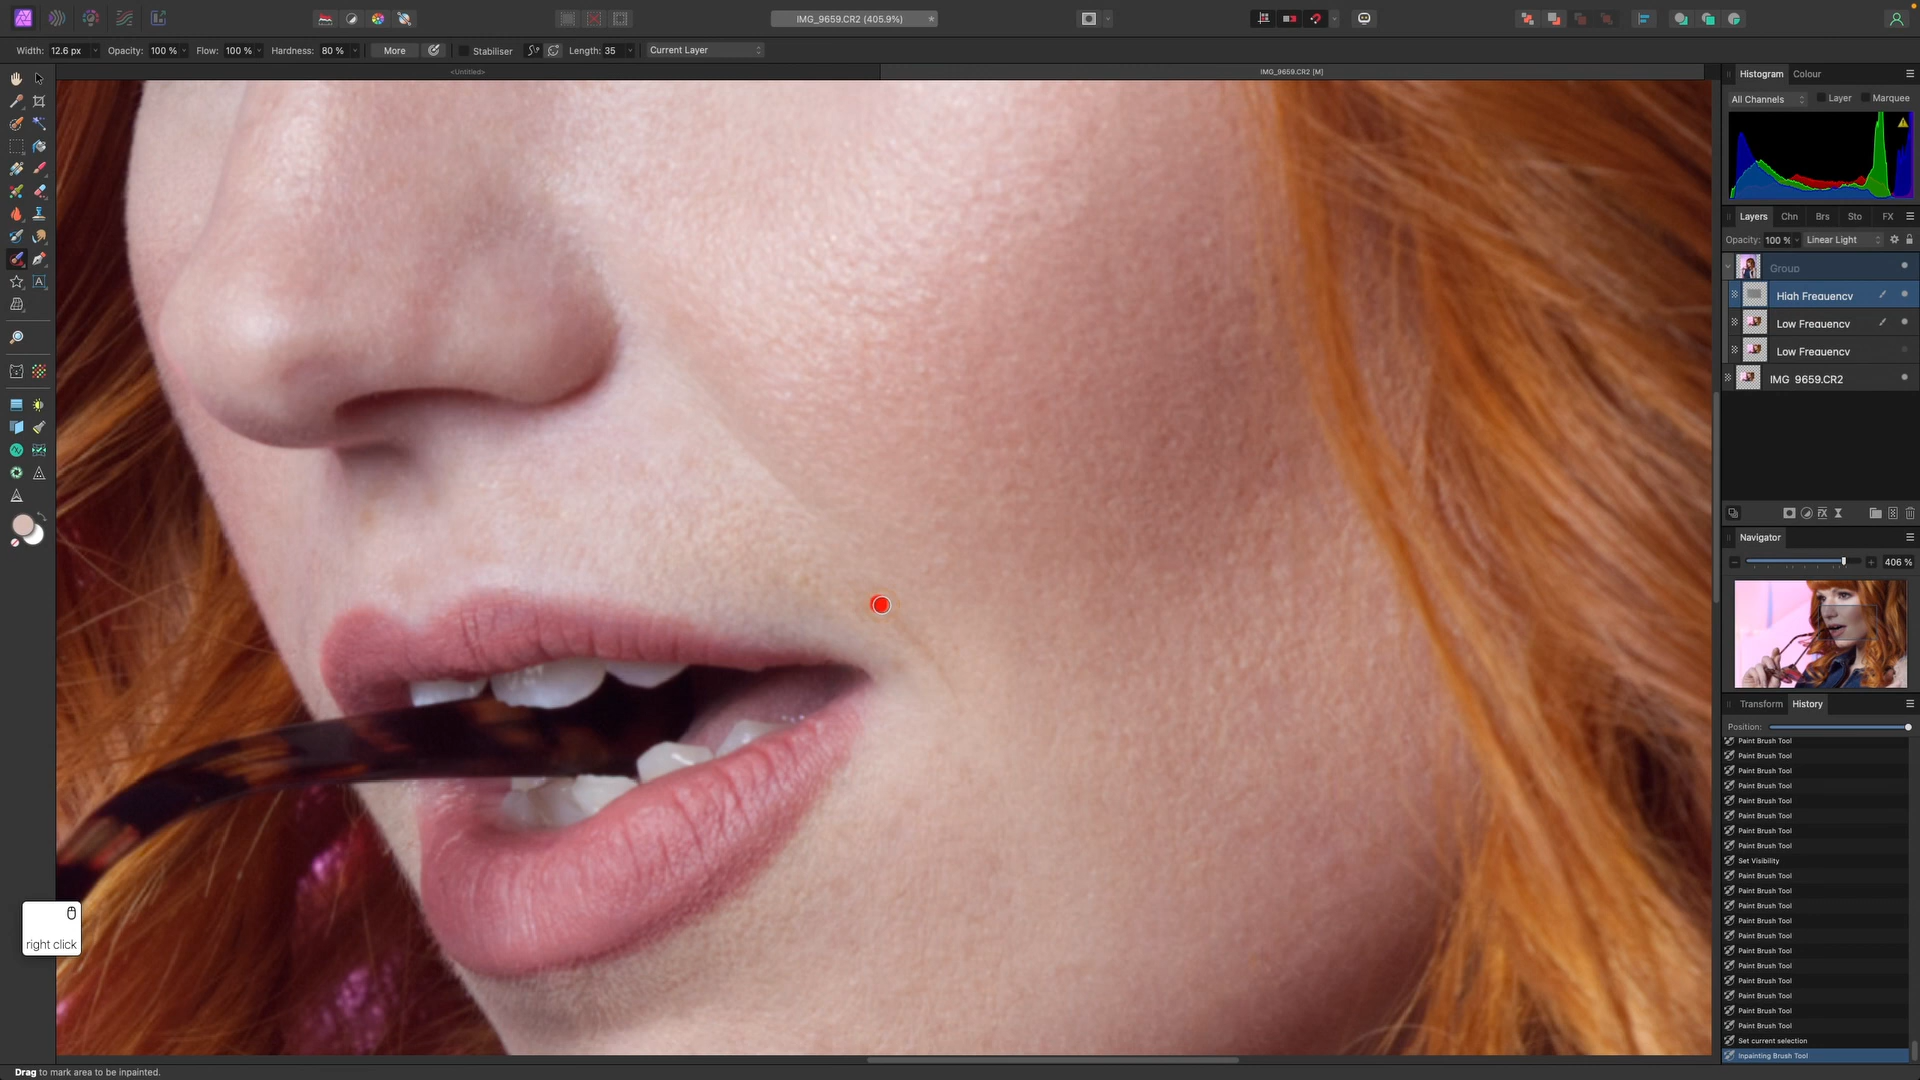 IMG_9659.CR2 (405.9%)
Width: 12.6 px Opacity: 100 % Flow: 100 % Hardness: 80 % More Stabiliser Length: 35 Current Layer
<Untitled> IMG_9659.CR2 [M]
Histogram Colour
All Channels Layer Marquee
Layers Chn Brs Sto FX
Opacity: 100 % Linear Light
Group
High Frequency
Low Frequency
Low Frequency
IMG_9659.CR2
Navigator
406 %
Transform History
Position:
Paint Brush Tool
Paint Brush Tool
Paint Brush Tool
Paint Brush Tool
Paint Brush Tool
Paint Brush Tool
Paint Brush Tool
Paint Brush Tool
Set Visibility
Paint Brush Tool
Paint Brush Tool
Paint Brush Tool
Paint Brush Tool
Paint Brush Tool
Paint Brush Tool
Paint Brush Tool
Paint Brush Tool
Paint Brush Tool
Paint Brush Tool
Paint Brush Tool
Set current selection
Inpainting Brush Tool
right click
Drag to mark area to be inpainted.